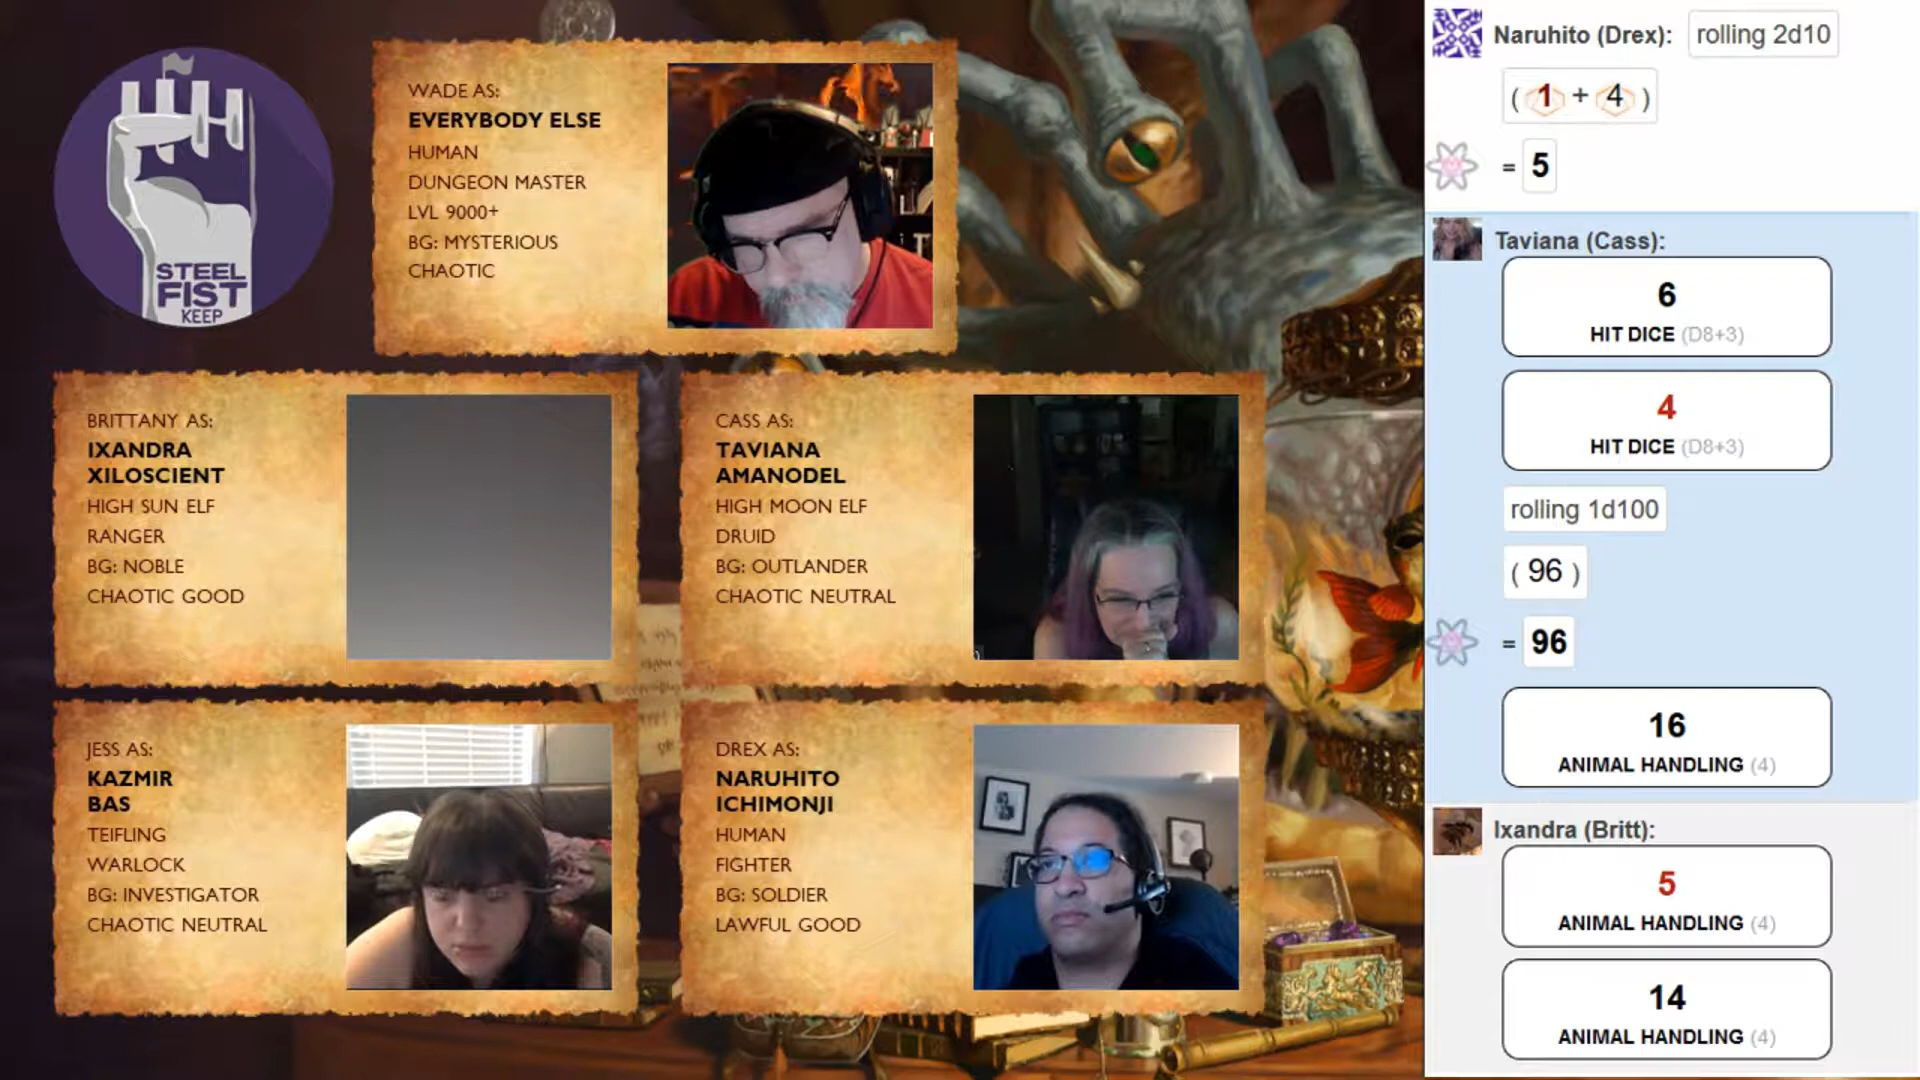 STEEL
FIST
KEEP
WADE AS:
EVERYBODY ELSE
HUMAN
DUNGEON MASTER
LVL 9000+
BG: MYSTERIOUS
CHAOTIC
BRITTANY AS:
IXANDRA
XILOSCIENT
HIGH SUN ELF
RANGER
BG: NOBLE
CHAOTIC GOOD
CASS AS:
TAVIANA
AMANODEL
HIGH MOON ELF
DRUID
BG: OUTLANDER
CHAOTIC NEUTRAL
JESS AS:
KAZMIR
BAS
TEIFLING
WARLOCK
BG: INVESTIGATOR
CHAOTIC NEUTRAL
DREX AS:
NARUHITO
ICHIMONJI
HUMAN
FIGHTER
BG: SOLDIER
LAWFUL GOOD
Naruhito (Drex): rolling 2d10
(1 + 4)
= 5
Taviana (Cass):
6
HIT DICE (D8+3)
4
HIT DICE (D8+3)
rolling 1d100
(96)
= 96
16
ANIMAL HANDLING (4)
Ixandra (Britt):
5
ANIMAL HANDLING (4)
14
ANIMAL HANDLING (4)